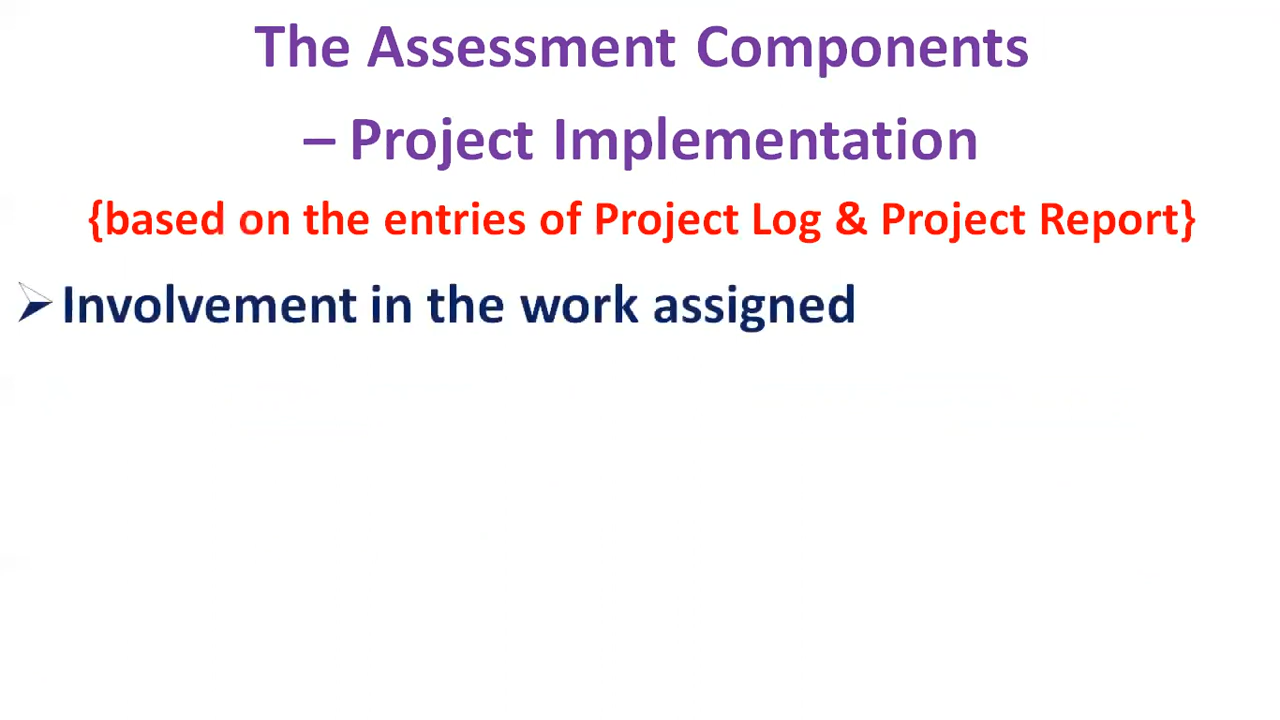 The Assessment Components
– Project Implementation
{based on the entries of Project Log & Project Report}
➢Involvement in the work assigned